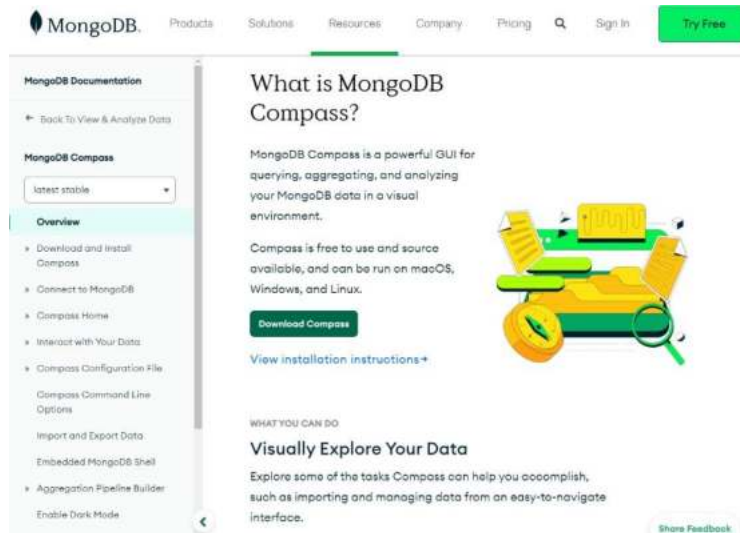 MongoDB.
Products
Solutions
Resources
Company
Pricing
Sign In
Try Free
MongoDB Documentation
← Back To View & Analyze Data
MongoDB Compass
latest stable
Overview
Download and Install
Compass
Connect to MongoDB
Compass Home
Interact with Your Data
Compass Configuration File
Compass Command Line
Options
Import and Export Data
Embedded MongoDB Shell
Aggregation Pipeline Builder
Enable Dark Mode
What is MongoDB
Compass?
MongoDB Compass is a powerful GUI for
querying, aggregating, and analyzing
your MongoDB data in a visual
environment.
Compass is free to use and source
available, and can be run on macOS,
Windows, and Linux.
Download Compass
View installation instructions→
WHAT YOU CAN DO
Visually Explore Your Data
Explore some of the tasks Compass can help you accomplish,
such as importing and managing data from an easy-to-navigate
interface.
Share Feedback